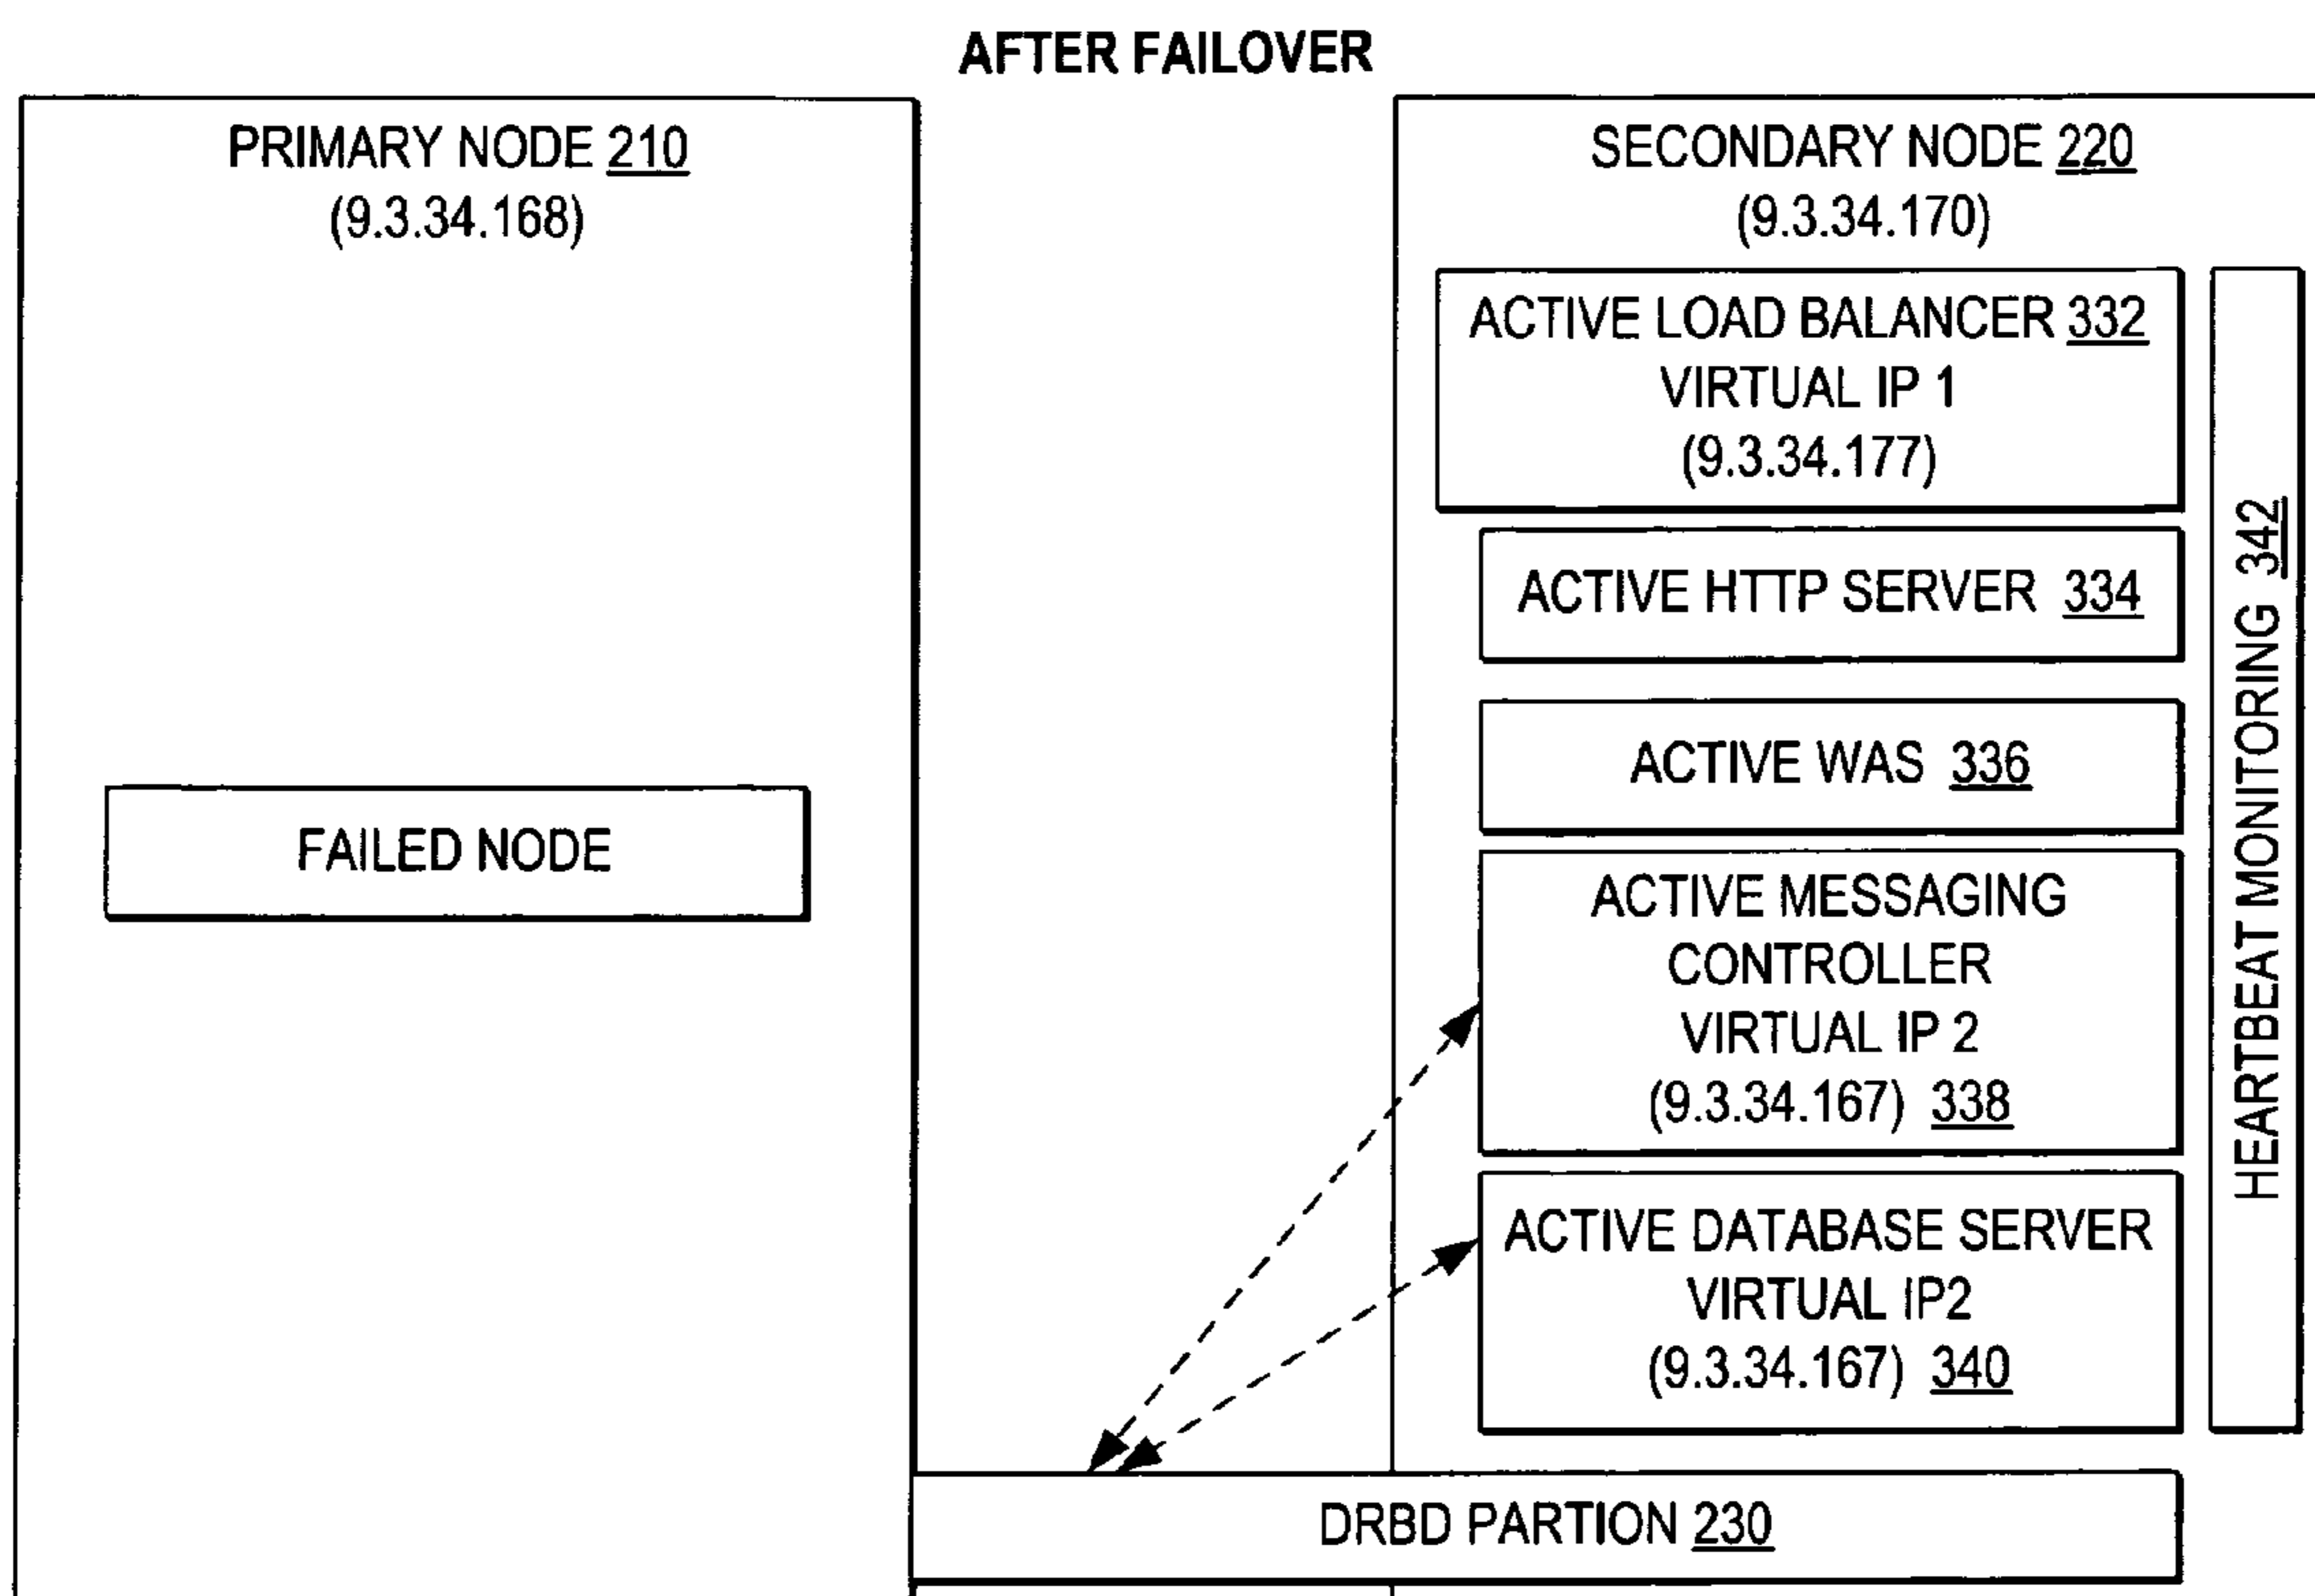 AFTER FAILOVER
PRIMARY NODE 210
(9.3.34.168)
FAILED NODE
SECONDARY NODE 220
(9.3.34.170)
ACTIVE LOAD BALANCER 332
VIRTUAL IP 1
(9.3.34.177)
ACTIVE HTTP SERVER 334
ACTIVE WAS 336
ACTIVE MESSAGING
CONTROLLER
VIRTUAL IP 2
(9.3.34.167) 338
ACTIVE DATABASE SERVER
VIRTUAL IP2
(9.3.34.167) 340
HEARTBEAT MONITORING 342
DRBD PARTION 230